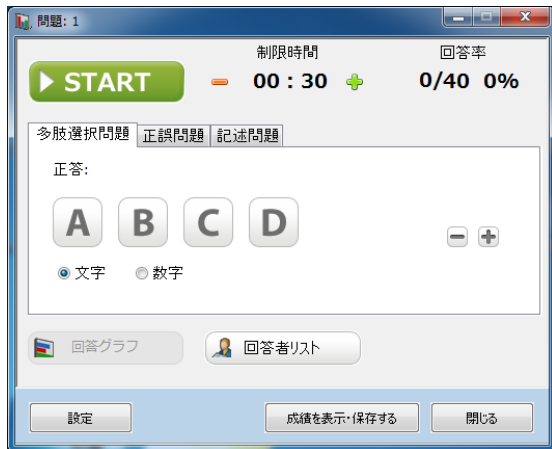 問題: 1
制限時間
回答率
START
00 : 30
0/40 0%
多肢選択問題 正誤問題 記述問題
正答:
A B C D
文字 数字
回答グラフ 回答者リスト
設定 成績を表示・保存する 閉じる